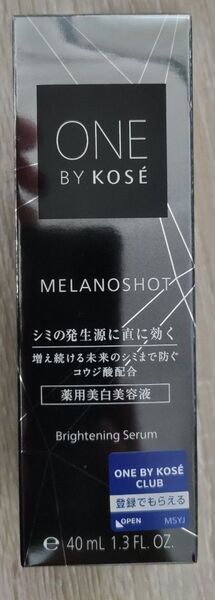 ONE
BY KOSÉ
MELANOSHOT
シミの発生源に直に効く
増え続ける未来のシミまで防ぐ
コウジ酸配合
薬用美白美容液
Brightening Serum
ONE BY KOSÉ
CLUB
登録でもらえる
OPEN MSYJ
℮ 40 mL 1.3 FL. OZ.